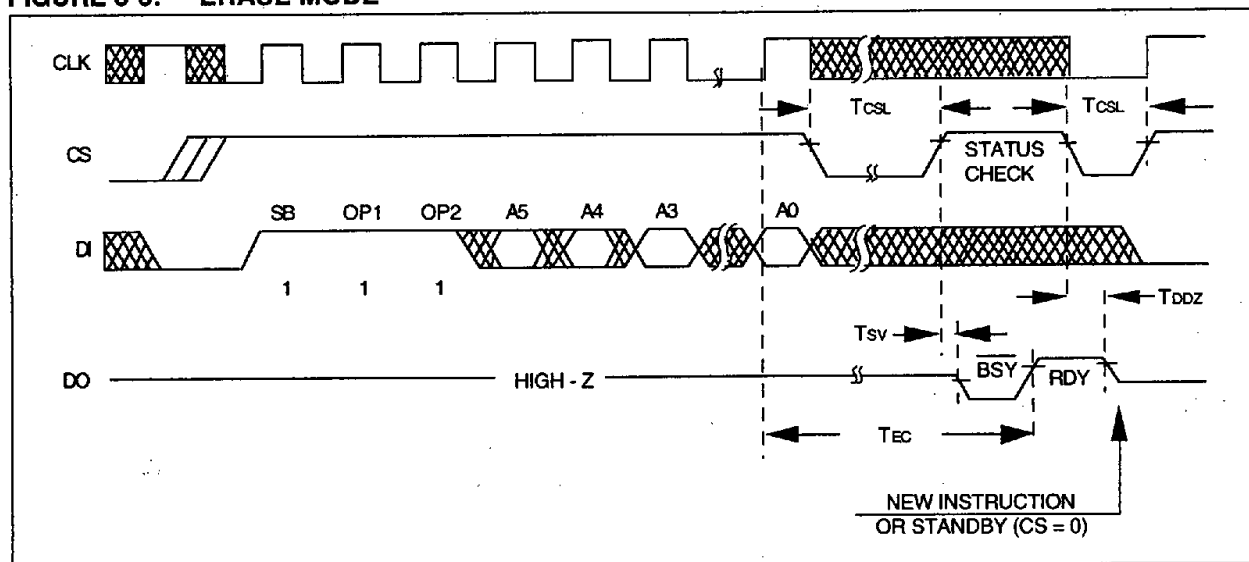 ERASE MODE
CLK
TCSL
TCSL
CS
STATUS
CHECK
SB OP1 OP2 A5 A4 A3 A0
DI
1 1 1
TDDZ
TSV
DO
HIGH - Z
BSY
RDY
TEC
NEW INSTRUCTION
OR STANDBY (CS = 0)